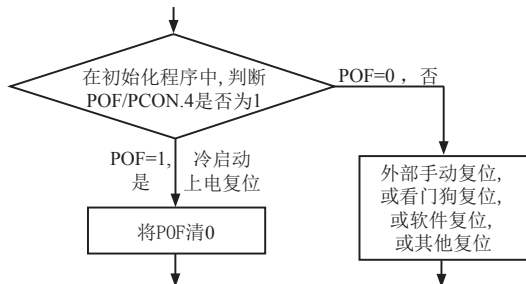 在初始化程序中,判断
POF/PCON.4是否为1
POF=0 ，否
POF=1,
是
冷启动
上电复位
将POF清0
外部手动复位,
或看门狗复位,
或软件复位,
或其他复位